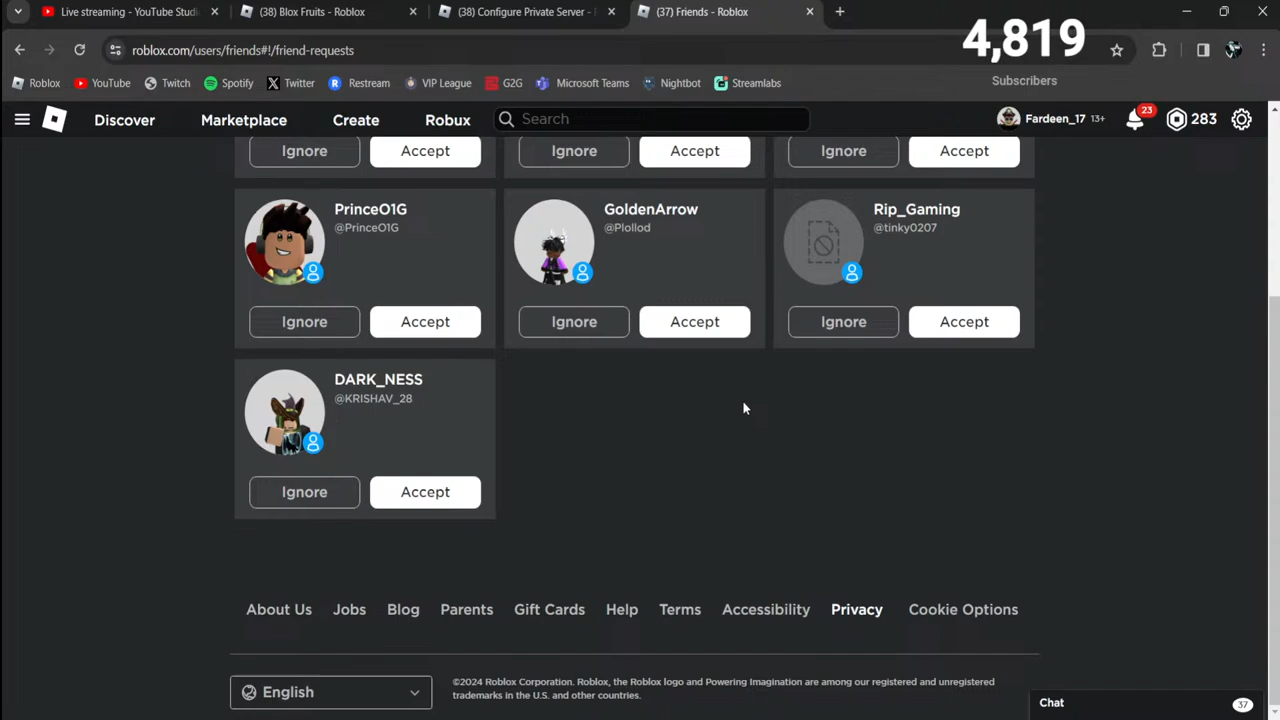 Live streaming - YouTube Studi
(38) Blox Fruits - Roblox
(38) Configure Private Server -
(37) Friends - Roblox
roblox.com/users/friends#!/friend-requests
4,819
Subscribers
Roblox
YouTube
Twitch
Spotify
Twitter
Restream
VIP League
G2G
Microsoft Teams
Nightbot
Streamlabs
Discover
Marketplace
Create
Robux
Search
Fardeen_17 13+
23
283
Ignore
Accept
Ignore
Accept
Ignore
Accept
PrinceO1G
@PrinceO1G
Ignore
Accept
GoldenArrow
@Plollod
Ignore
Accept
Rip_Gaming
@tinky0207
Ignore
Accept
DARK_NESS
@KRISHAV_28
Ignore
Accept
About Us
Jobs
Blog
Parents
Gift Cards
Help
Terms
Accessibility
Privacy
Cookie Options
English
©2024 Roblox Corporation. Roblox, the Roblox logo and Powering Imagination are among our registered and unregistered
trademarks in the U.S. and other countries.
Chat
37